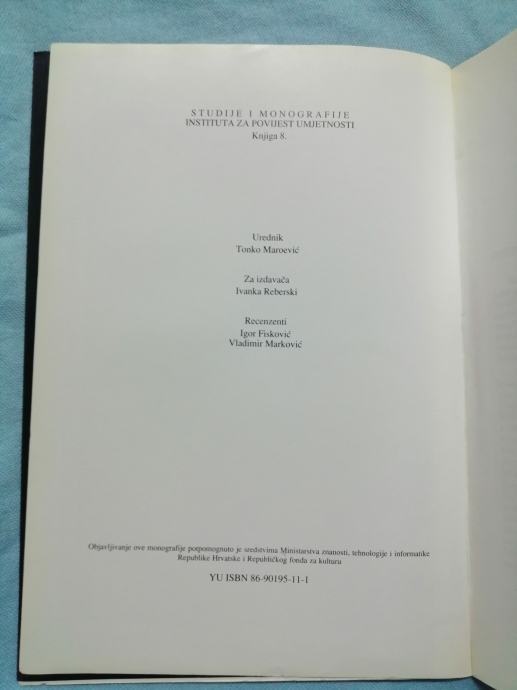 STUDIJE I MONOGRAFIJE
INSTITUTA ZA POVIJEST UMJETNOSTI
Knjiga 8.
Urednik
Tonko Maroević
Za izdavača
Ivanka Reberski
Recenzenti
Igor Fisković
Vladimir Marković
Objavljivanje ove monografije potpomognuto je sredstvima Ministarstva znanosti, tehnologije i informatike
Republike Hrvatske i Republičkog fonda za kulturu
YU ISBN 86-90195-11-1